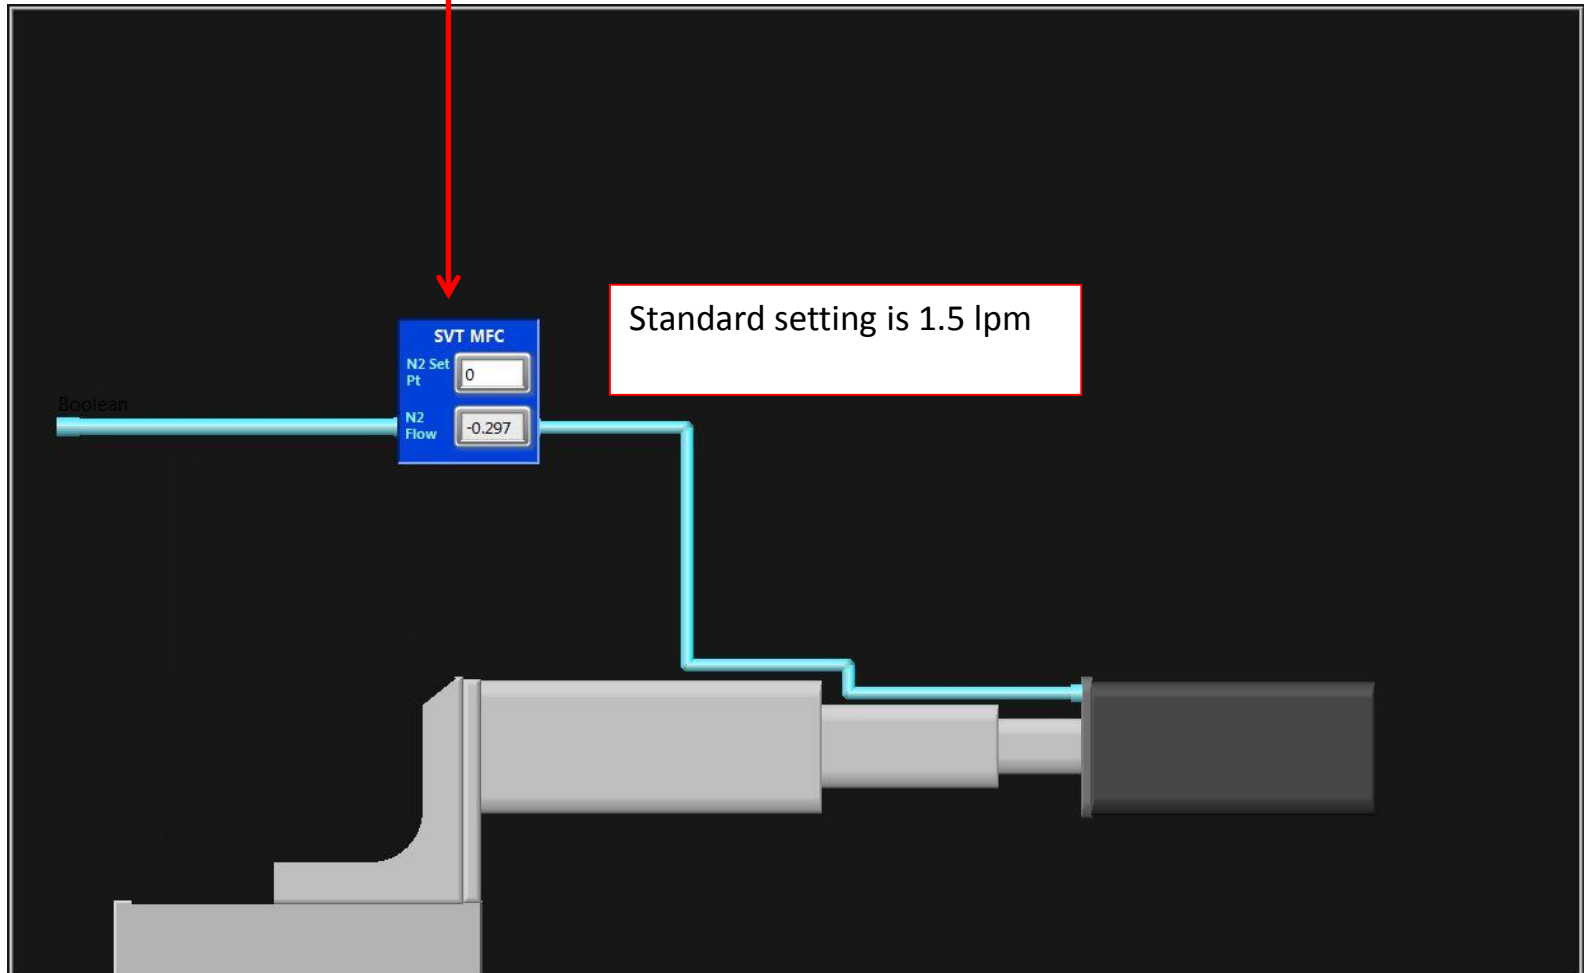 Standard setting is 1.5 lpm
SVT MFC
N2 Set
Pt
0
Boolean
N2
Flow
-0.297